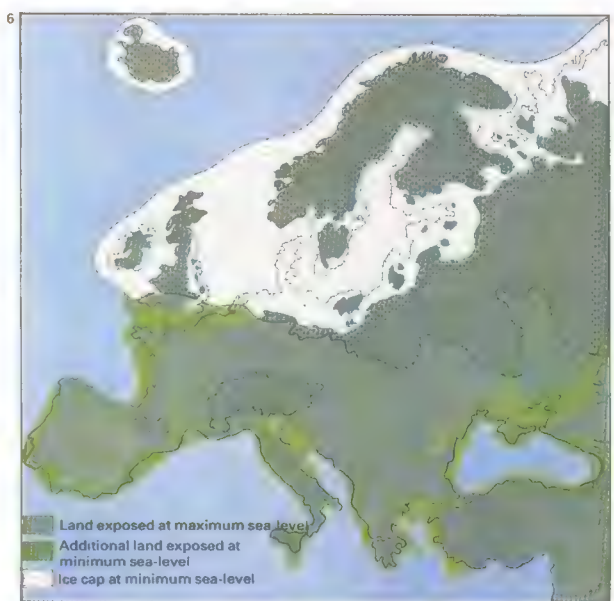 6
Land exposed at maximum sea level
Additional land exposed at
minimum sea-level
Ice cap at minimum sea-level